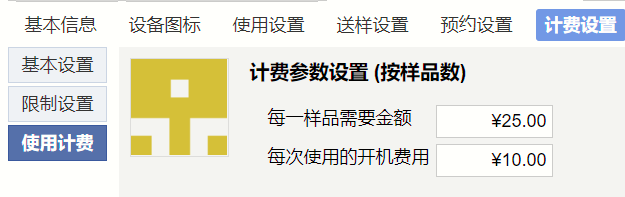 基本信息 设备图标 使用设置 送样设置 预约设置 计费设置
基本设置
限制设置
使用计费
计费参数设置 (按样品数)
每一样品需要金额 ¥25.00
每次使用的开机费用 ¥10.00